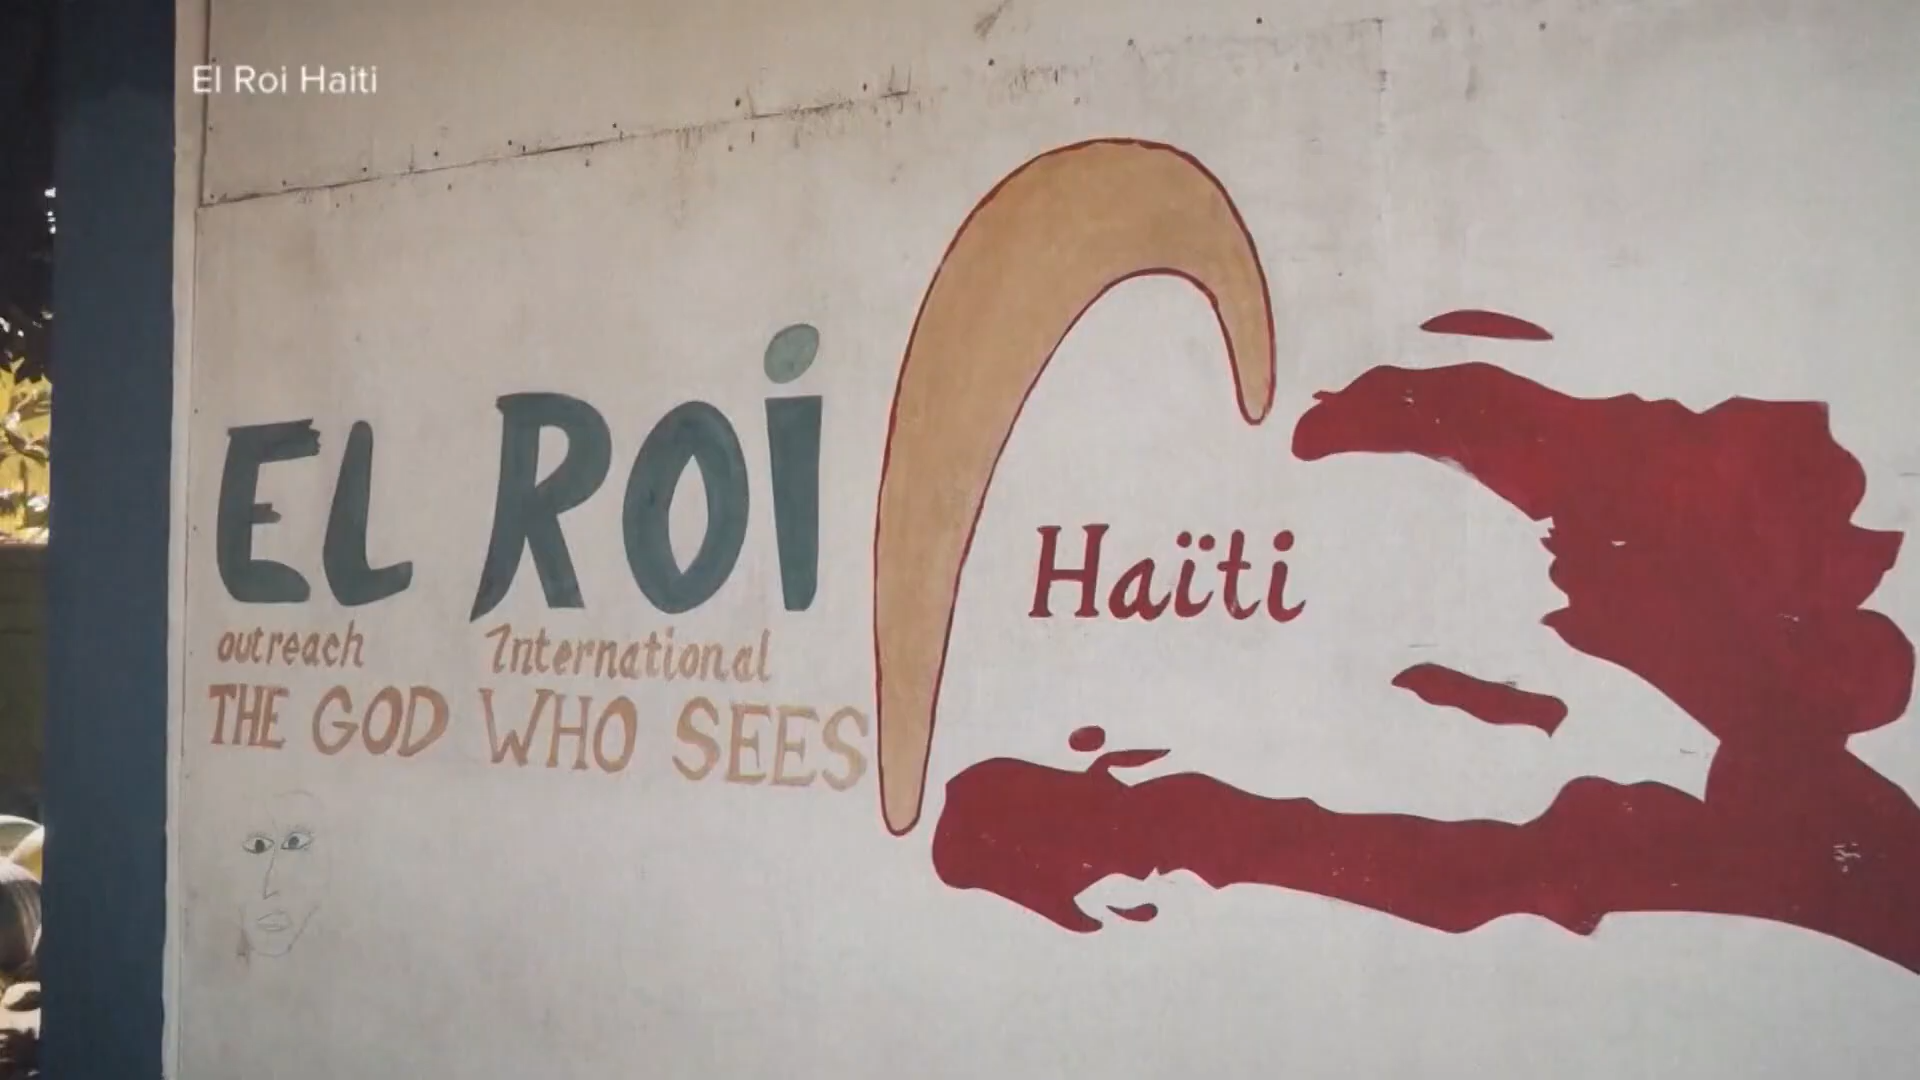 El Roi Haiti
EL ROi
outreach International
THE GOD WHO SEES
Haïti